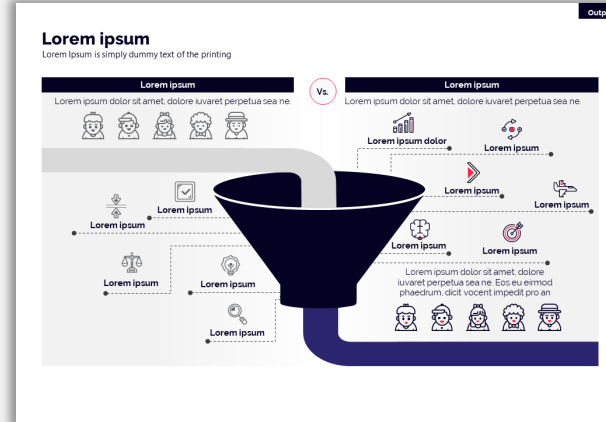 Outp
Lorem ipsum
Lorem Ipsum is simply dummy text of the printing
Lorem ipsum
Vs.
Lorem ipsum
Lorem ipsum dolor sit amet, dolore iuvaret perpetua sea ne.
Lorem ipsum dolor sit amet, dolore iuvaret perpetua sea ne.
Lorem ipsum dolor
Lorem ipsum
Lorem ipsum
Lorem ipsum
Lorem ipsum
Lorem ipsum
Lorem ipsum
Lorem ipsum
Lorem ipsum
Lorem ipsum
Lorem ipsum
Lorem ipsum dolor sit amet, dolore
iuvaret perpetua sea ne. Eos eu eirmod
phaedrum, dicit vocent impedit pro an